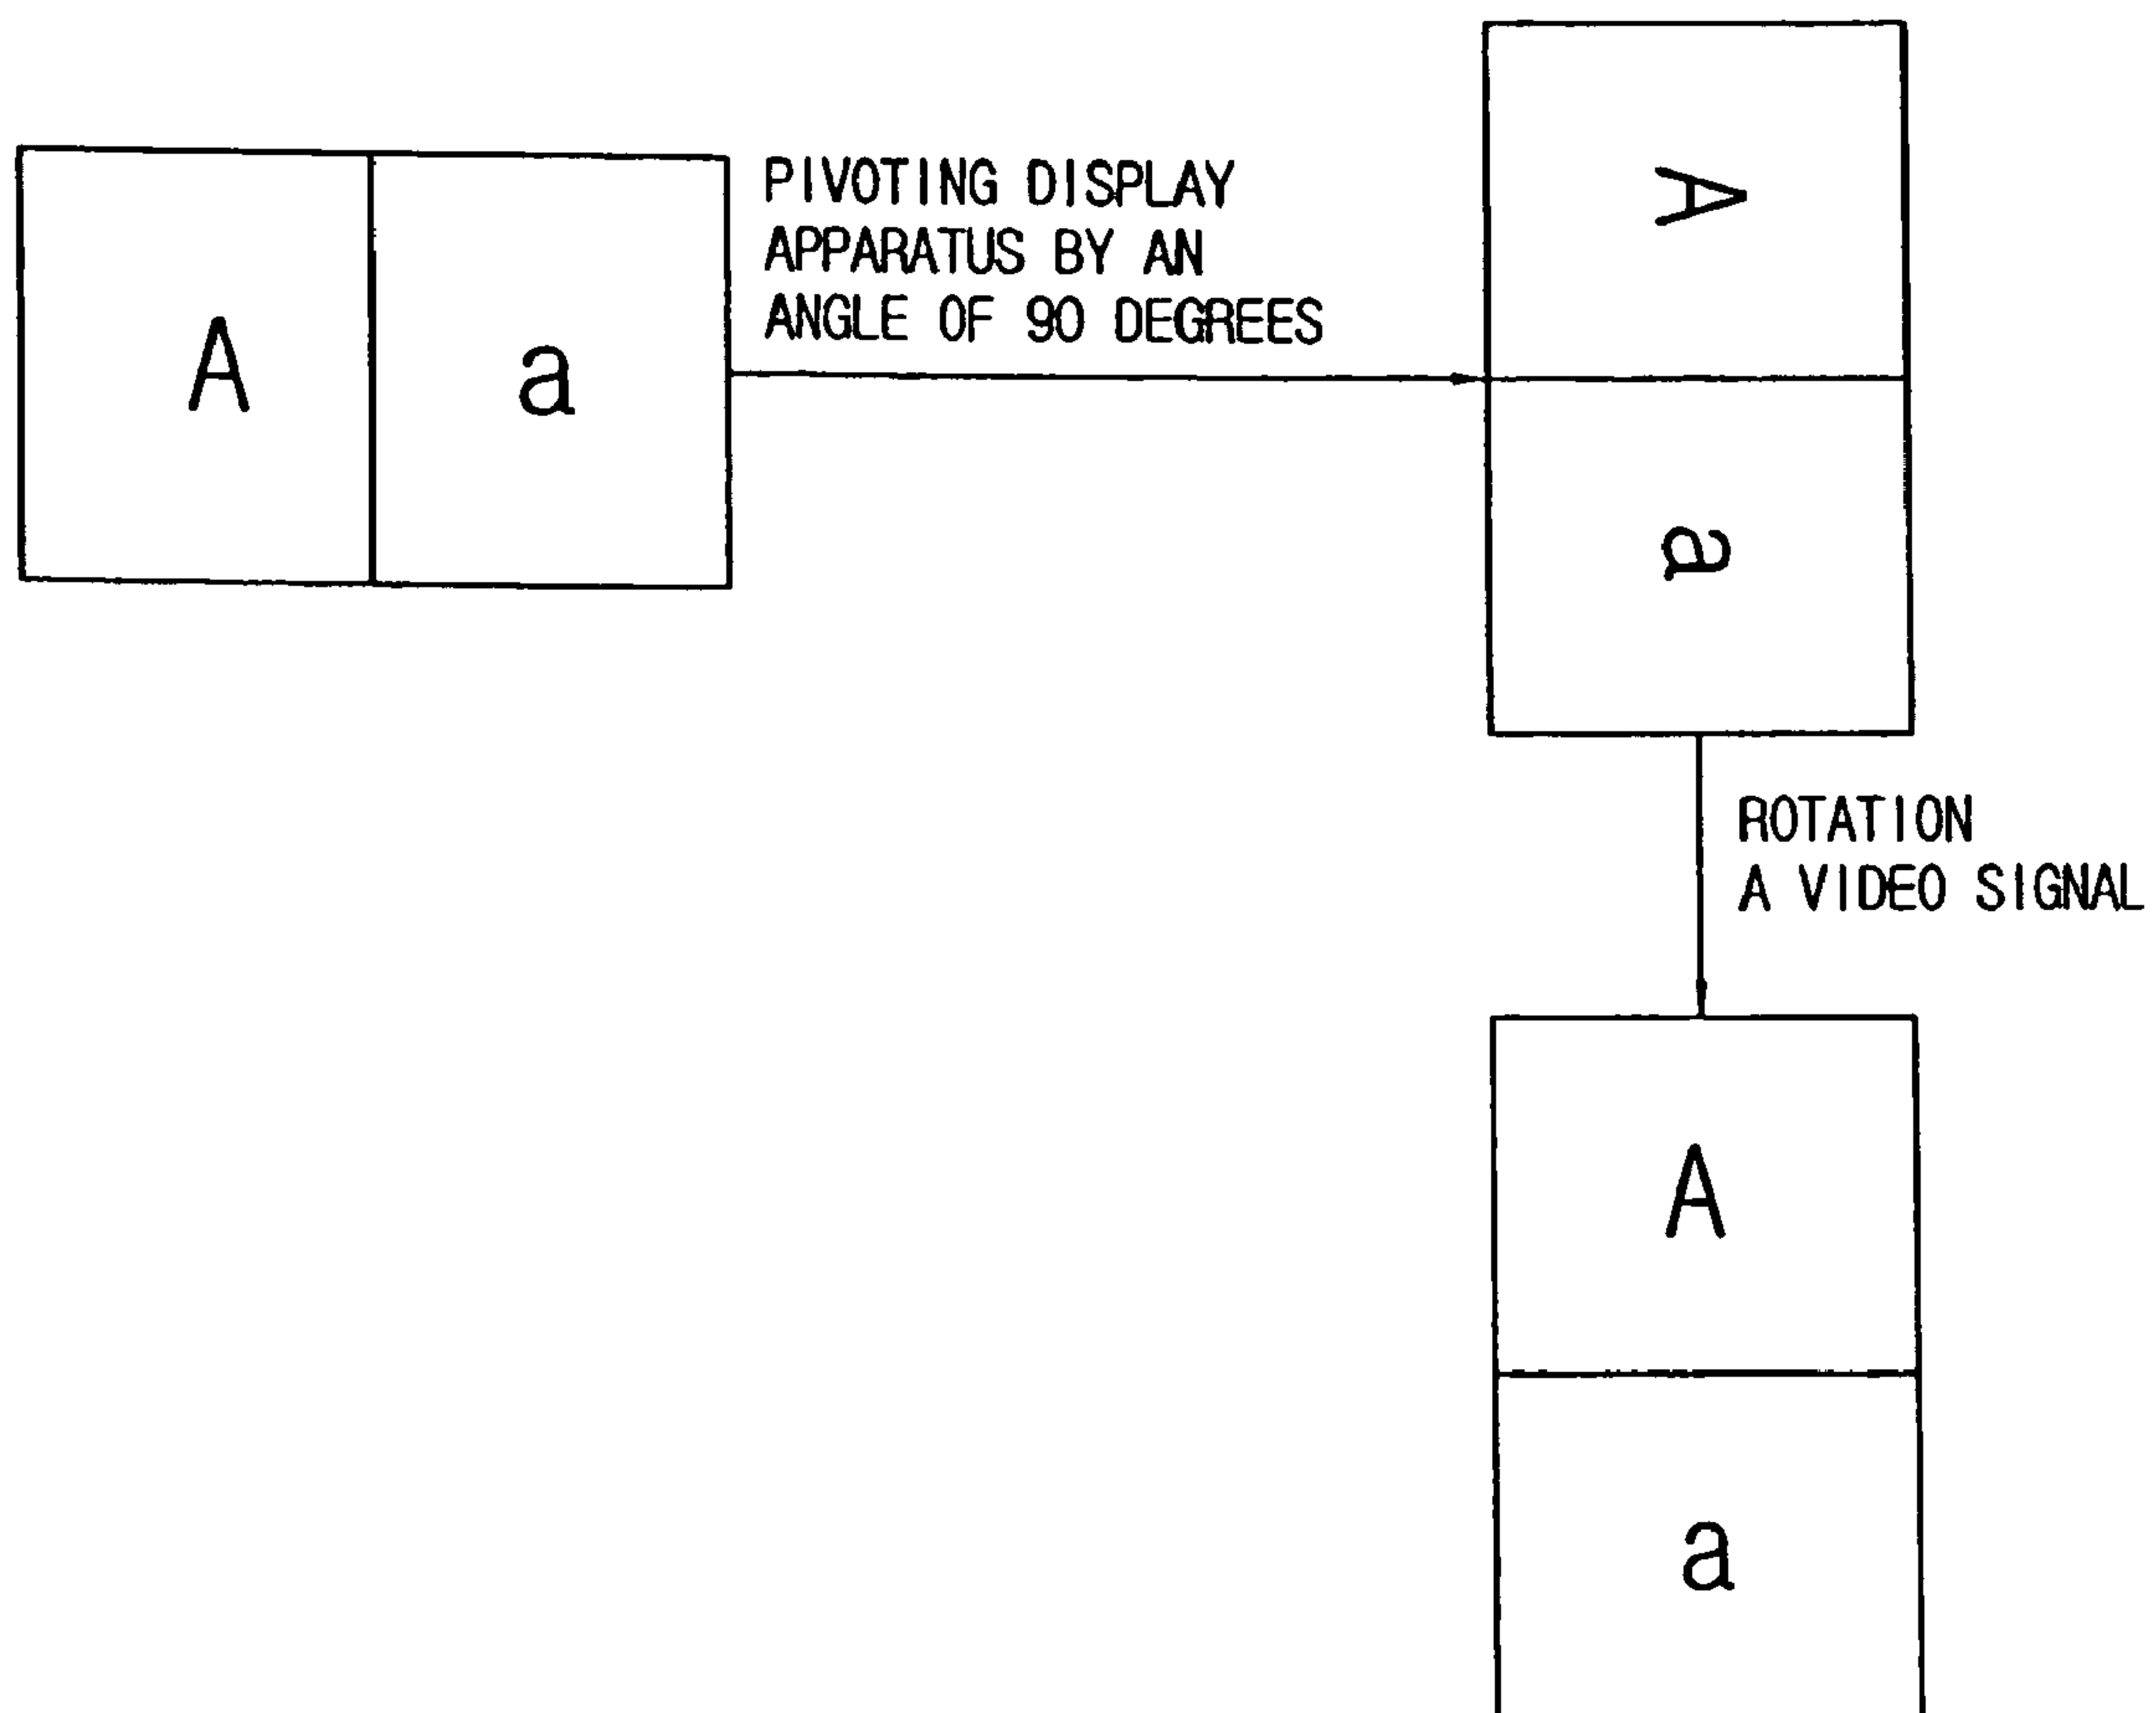 A a
PIVOTING DISPLAY
APPARATUS BY AN
ANGLE OF 90 DEGREES
A
a
ROTATION
A VIDEO SIGNAL
A
a